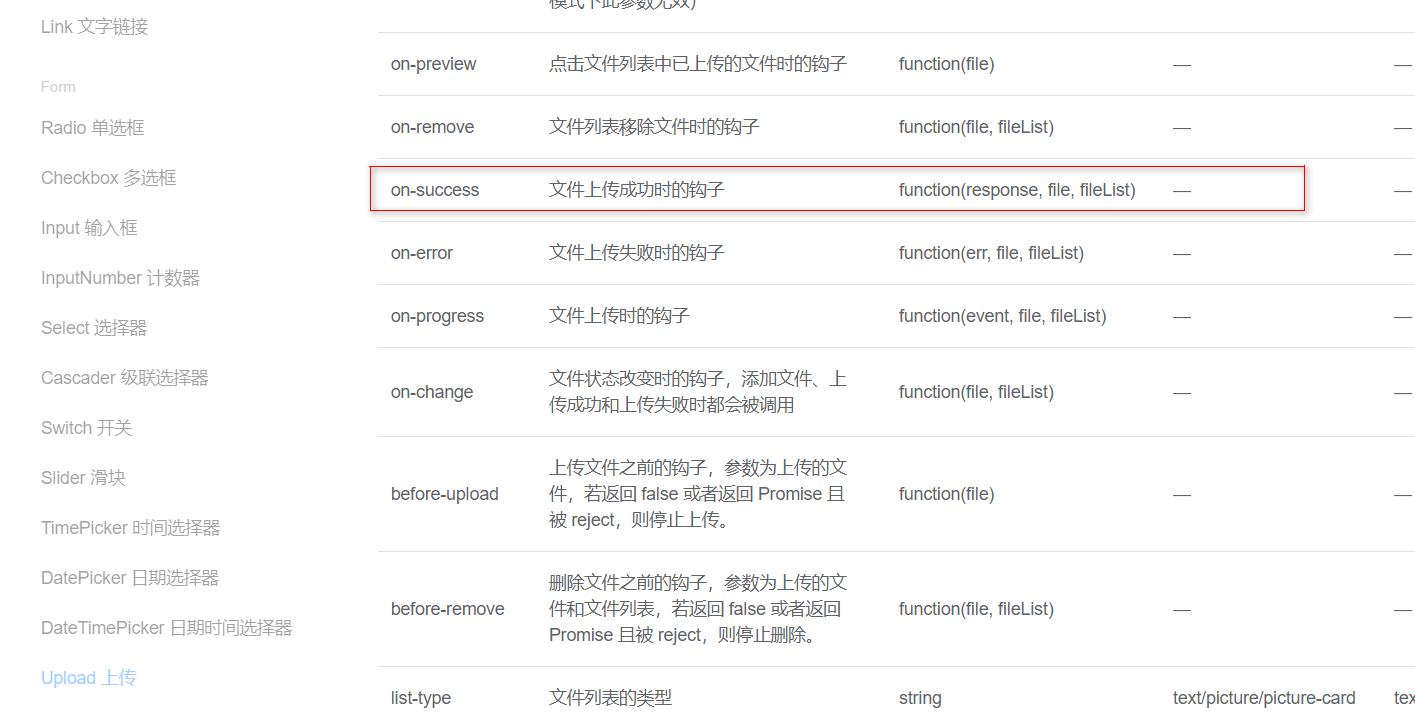 Link 文字链接
Form
Radio 单选框
Checkbox 多选框
Input 输入框
InputNumber 计数器
Select 选择器
Cascader 级联选择器
Switch 开关
Slider 滑块
TimePicker 时间选择器
DatePicker 日期选择器
DateTimePicker 日期时间选择器
Upload 上传
模式下此参数无效)
on-preview 点击文件列表中已上传的文件时的钩子 function(file) — —
on-remove 文件列表移除文件时的钩子 function(file, fileList) — —
on-success 文件上传成功时的钩子 function(response, file, fileList) — —
on-error 文件上传失败时的钩子 function(err, file, fileList) — —
on-progress 文件上传时的钩子 function(event, file, fileList) — —
文件状态改变时的钩子，添加文件、上
on-change function(file, fileList) — —
传成功和上传失败时都会被调用
上传文件之前的钩子，参数为上传的文
before-upload 件，若返回 false 或者返回 Promise 且 function(file) — —
被 reject，则停止上传。
删除文件之前的钩子，参数为上传的文
before-remove 件和文件列表，若返回 false 或者返回 function(file, fileList) — —
Promise 且被 reject，则停止删除。
list-type 文件列表的类型 string text/picture/picture-card tex